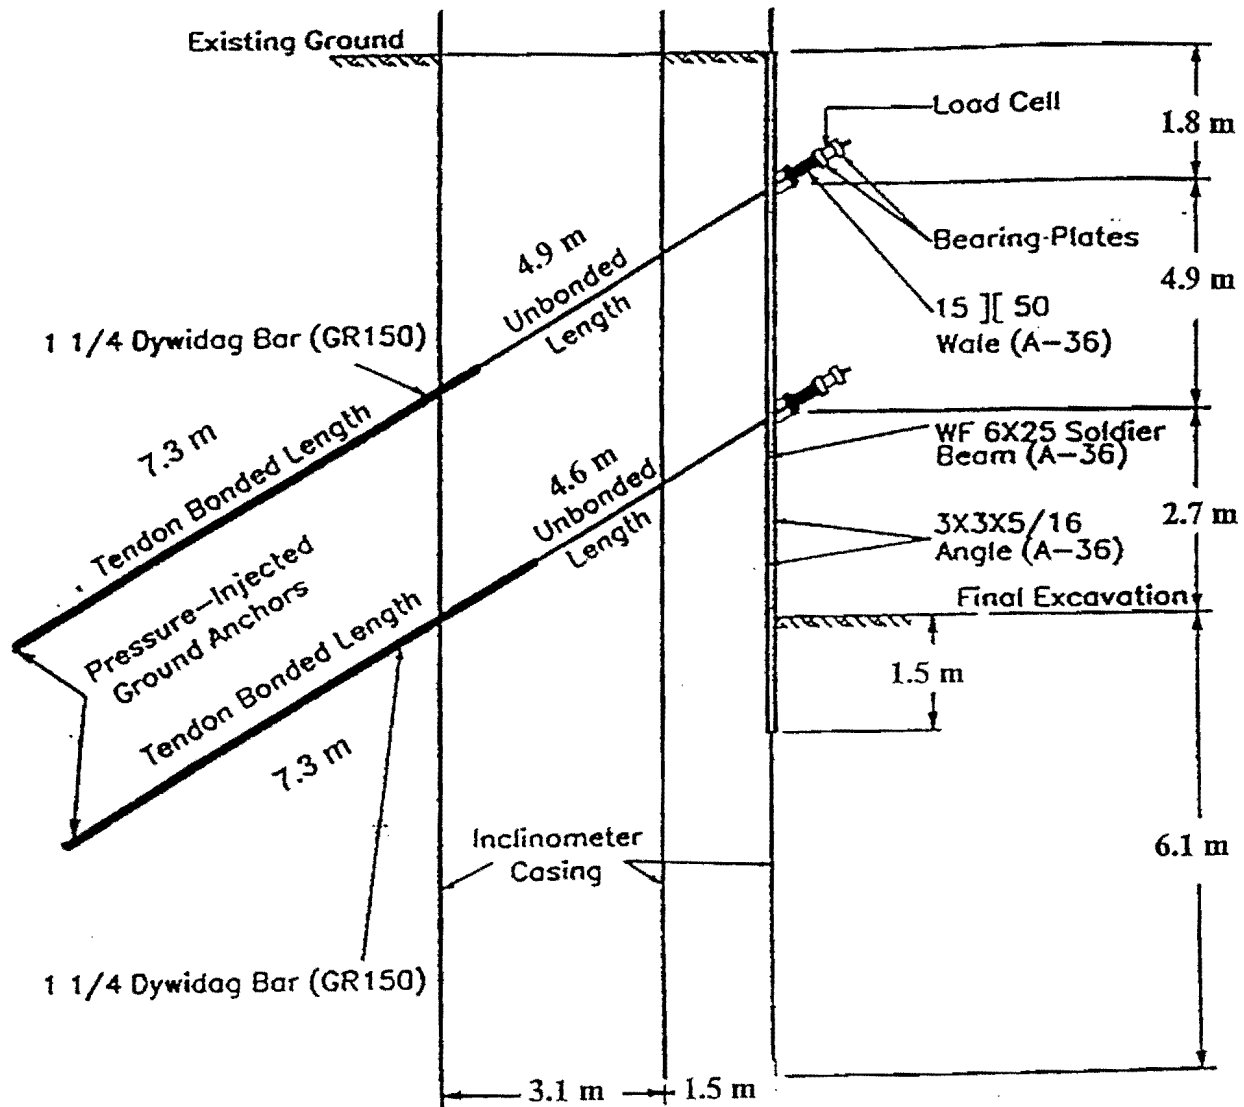 Existing Ground
Load Cell
1.8 m
Bearing-Plates
4.9 m
Unbonded
Length
4.9 m
15 ][ 50
Wale (A-36)
1 1/4 Dywidag Bar (GR150)
7.3 m
Tendon Bonded Length
WF 6X25 Soldier
Beam (A-36)
4.6 m
Unbonded
Length
3X3X5/16
Angle (A-36)
2.7 m
Pressure-Injected
Ground Anchors
Final Excavation
Tendon Bonded Length
7.3 m
1.5 m
Inclinometer
Casing
6.1 m
1 1/4 Dywidag Bar (GR150)
3.1 m
1.5 m